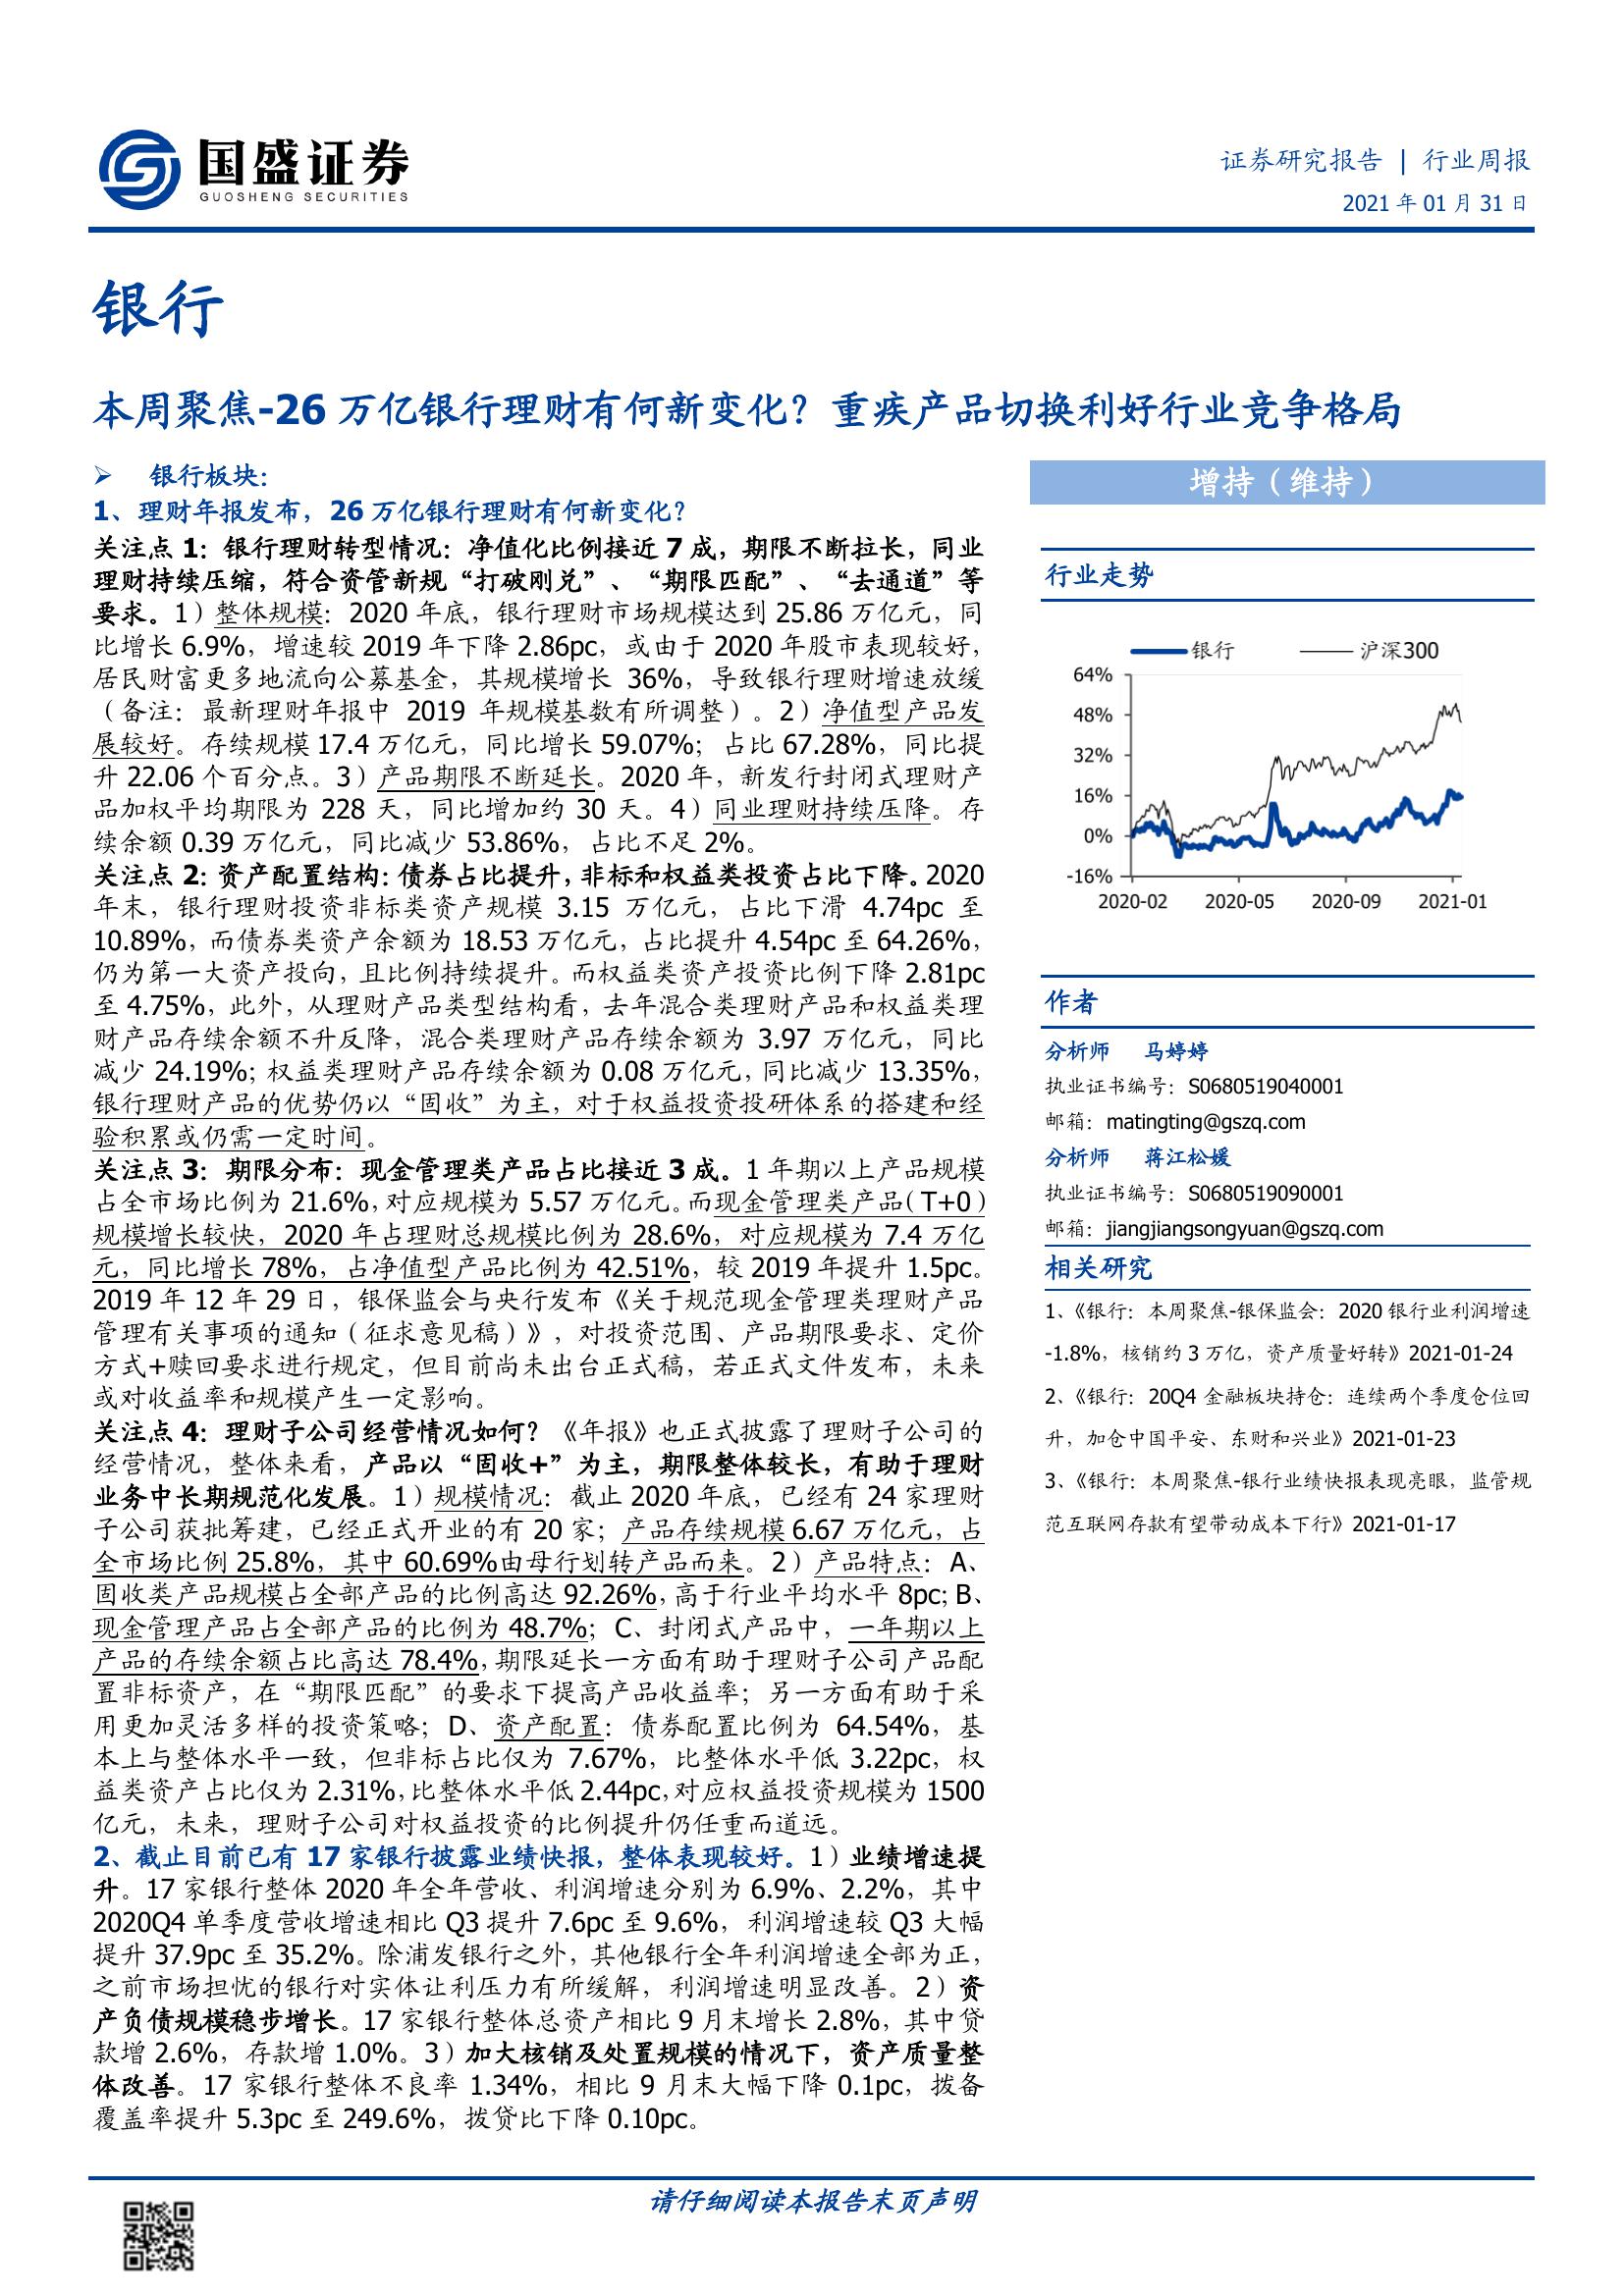 国盛证券
GUOSHENG SECURITIES
证券研究报告 | 行业周报
2021 年 01 月 31 日
银行
本周聚焦-26 万亿银行理财有何新变化？重疾产品切换利好行业竞争格局
银行板块：
1、理财年报发布，26 万亿银行理财有何新变化？
关注点 1：银行理财转型情况：净值化比例接近 7 成，期限不断拉长，同业
理财持续压缩，符合资管新规“打破刚兑”、“期限匹配”、“去通道”等
要求。1）整体规模：2020 年底，银行理财市场规模达到 25.86 万亿元，同
比增长 6.9%，增速较 2019 年下降 2.86pc，或由于 2020 年股市表现较好，
居民财富更多地流向公募基金，其规模增长 36%，导致银行理财增速放缓
（备注：最新理财年报中 2019 年规模基数有所调整）。2）净值型产品发
展较好。存续规模 17.4 万亿元，同比增长 59.07%；占比 67.28%，同比提
升 22.06 个百分点。3）产品期限不断延长。2020 年，新发行封闭式理财产
品加权平均期限为 228 天，同比增加约 30 天。4）同业理财持续压降。存
续余额 0.39 万亿元，同比减少 53.86%，占比不足 2%。
关注点 2：资产配置结构：债券占比提升，非标和权益类投资占比下降。2020
年末，银行理财投资非标类资产规模 3.15 万亿元，占比下滑 4.74pc 至
10.89%，而债券类资产余额为 18.53 万亿元，占比提升 4.54pc 至 64.26%，
仍为第一大资产投向，且比例持续提升。而权益类资产投资比例下降 2.81pc
至 4.75%，此外，从理财产品类型结构看，去年混合类理财产品和权益类理
财产品存续余额不升反降，混合类理财产品存续余额为 3.97 万亿元，同比
减少 24.19%；权益类理财产品存续余额为 0.08 万亿元，同比减少 13.35%，
银行理财产品的优势仍以“固收”为主，对于权益投资投研体系的搭建和经
验积累或仍需一定时间。
关注点 3：期限分布：现金管理类产品占比接近 3 成。1 年期以上产品规模
占全市场比例为 21.6%，对应规模为 5.57 万亿元。而现金管理类产品（T+0）
规模增长较快，2020 年占理财总规模比例为 28.6%，对应规模为 7.4 万亿
元，同比增长 78%，占净值型产品比例为 42.51%，较 2019 年提升 1.5pc。
2019 年 12 年 29 日，银保监会与央行发布《关于规范现金管理类理财产品
管理有关事项的通知（征求意见稿）》，对投资范围、产品期限要求、定价
方式+赎回要求进行规定，但目前尚未出台正式稿，若正式文件发布，未来
或对收益率和规模产生一定影响。
关注点 4：理财子公司经营情况如何？《年报》也正式披露了理财子公司的
经营情况，整体来看，产品以“固收+”为主，期限整体较长，有助于理财
业务中长期规范化发展。1）规模情况：截止 2020 年底，已经有 24 家理财
子公司获批筹建，已经正式开业的有 20 家；产品存续规模 6.67 万亿元，占
全市场比例 25.8%，其中 60.69%由母行划转产品而来。2）产品特点：A、
固收类产品规模占全部产品的比例高达 92.26%，高于行业平均水平 8pc；B、
现金管理产品占全部产品的比例为 48.7%；C、封闭式产品中，一年期以上
产品的存续余额占比高达 78.4%，期限延长一方面有助于理财子公司产品配
置非标资产，在“期限匹配”的要求下提高产品收益率；另一方面有助于采
用更加灵活多样的投资策略；D、资产配置：债券配置比例为 64.54%，基
本上与整体水平一致，但非标占比仅为 7.67%，比整体水平低 3.22pc，权
益类资产占比仅为 2.31%，比整体水平低 2.44pc，对应权益投资规模为 1500
亿元，未来，理财子公司对权益投资的比例提升仍任重而道远。
2、截止目前已有 17 家银行披露业绩快报，整体表现较好。1）业绩增速提
升。17 家银行整体 2020 年全年营收、利润增速分别为 6.9%、2.2%，其中
2020Q4 单季度营收增速相比 Q3 提升 7.6pc 至 9.6%，利润增速较 Q3 大幅
提升 37.9pc 至 35.2%。除浦发银行之外，其他银行全年利润增速全部为正，
之前市场担忧的银行对实体让利压力有所缓解，利润增速明显改善。2）资
产负债规模稳步增长。17 家银行整体总资产相比 9 月末增长 2.8%，其中贷
款增 2.6%，存款增 1.0%。3）加大核销及处置规模的情况下，资产质量整
体改善。17 家银行整体不良率 1.34%，相比 9 月末大幅下降 0.1pc，拨备
覆盖率提升 5.3pc 至 249.6%，拨贷比下降 0.10pc。
增持（维持）
行业走势
银行 沪深300
64%
48%
32%
16%
0%
-16%
2020-02 2020-05 2020-09 2021-01
作者
分析师 马婷婷
执业证书编号：S0680519040001
邮箱：matingting@gszq.com
分析师 蒋江松媛
执业证书编号：S0680519090001
邮箱：jiangjiangsongyuan@gszq.com
相关研究
1、《银行：本周聚焦-银保监会：2020 银行业利润增速
-1.8%，核销约 3 万亿，资产质量好转》2021-01-24
2、《银行：20Q4 金融板块持仓：连续两个季度仓位回
升，加仓中国平安、东财和兴业》2021-01-23
3、《银行：本周聚焦-银行业绩快报表现亮眼，监管规
范互联网存款有望带动成本下行》2021-01-17
请仔细阅读本报告末页声明